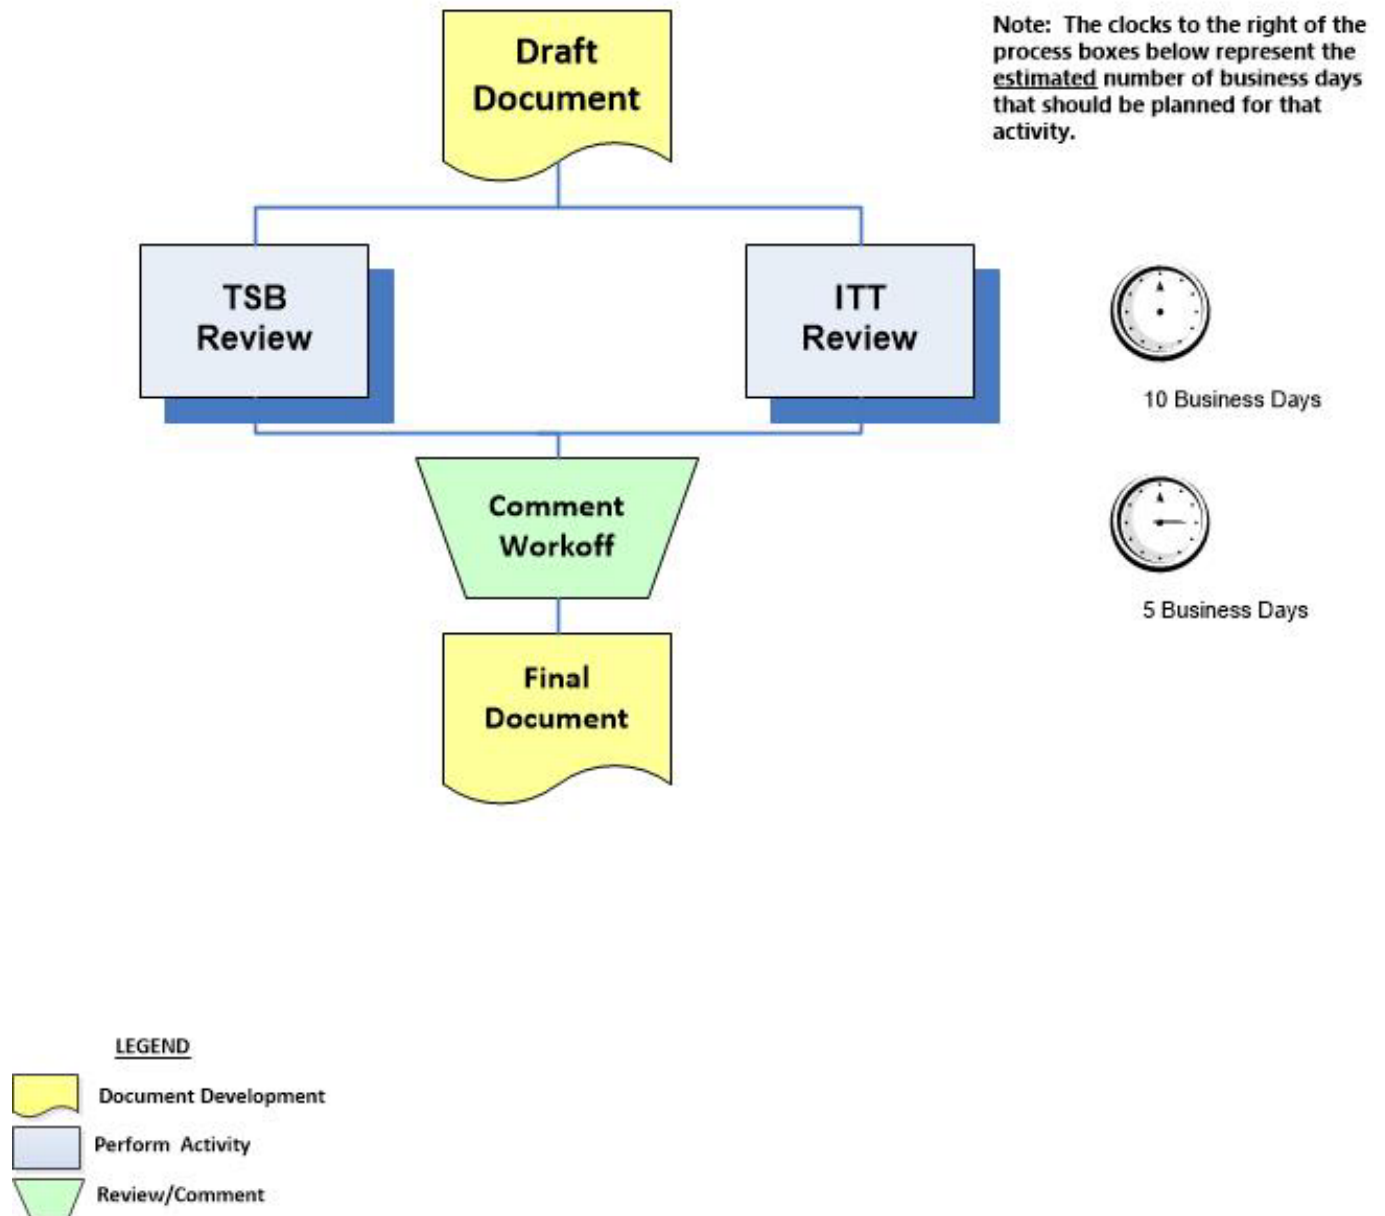 Draft
Document
Note: The clocks to the right of the
process boxes below represent the
estimated number of business days
that should be planned for that
activity.
TSB
Review
ITT
Review
10 Business Days
Comment
Workoff
5 Business Days
Final
Document
LEGEND
Document Development
Perform Activity
Review/Comment